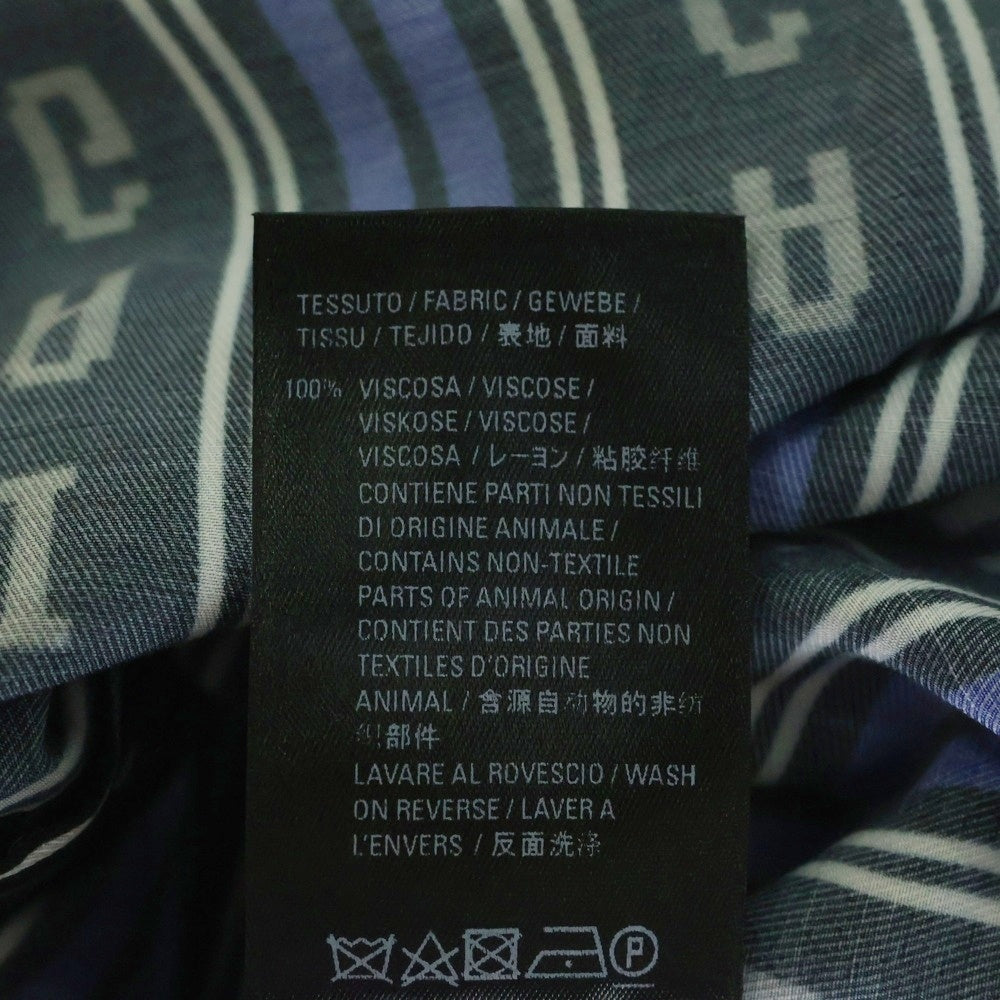 TESSUTO / FABRIC / GEWEBE /
TISSU / TEJIDO / 表地 / 面料
100% VISCOSA / VISCOSE /
VISKOSE / VISCOSE /
VISCOSA / レーヨン / 粘胶纤维
CONTIENE PARTI NON TESSILI
DI ORIGINE ANIMALE /
CONTAINS NON-TEXTILE
PARTS OF ANIMAL ORIGIN /
CONTIENT DES PARTIES NON
TEXTILES D'ORIGINE
ANIMAL / 含源自动物的非纺
织部件
LAVARE AL ROVESCIO / WASH
ON REVERSE / LAVER A
L'ENVERS / 反面洗涤
P